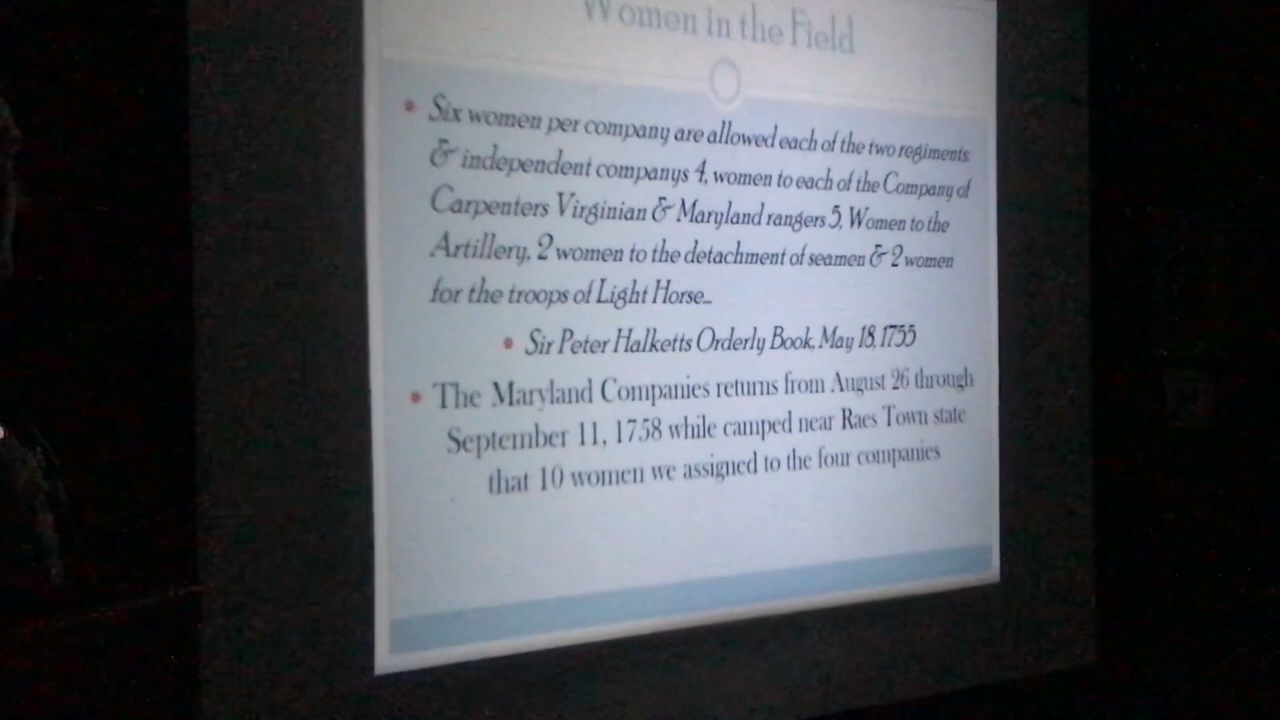 Women in the Field
• Six women per company are allowed each of the two regiments
& independent companys 4, women to each of the Company of
Carpenters Virginian & Maryland rangers 5, Women to the
Artillery, 2 women to the detachment of seamen & 2 women
for the troops of Light Horse...
• Sir Peter Halketts Orderly Book, May 18, 1755
• The Maryland Companies returns from August 26 through
September 11, 1758 while camped near Raes Town state
that 10 women we assigned to the four companies